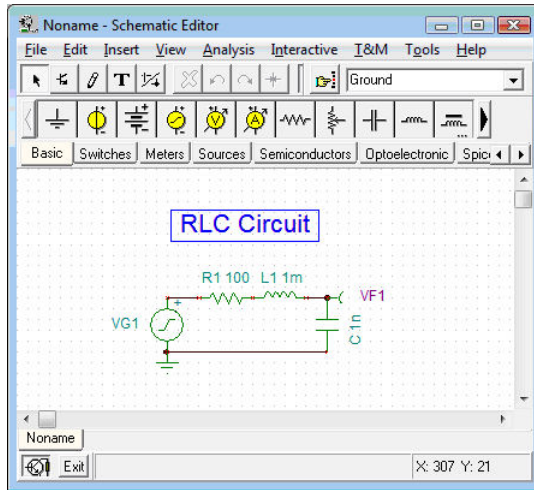 Noname - Schematic Editor
File Edit Insert View Analysis Interactive T&M Tools Help
T Ground
V A
Basic Switches Meters Sources Semiconductors Optoelectronic Spic
RLC Circuit
R1 100 L1 1m
VF1
VG1
C 1n
Noname
Exit X: 307 Y: 21